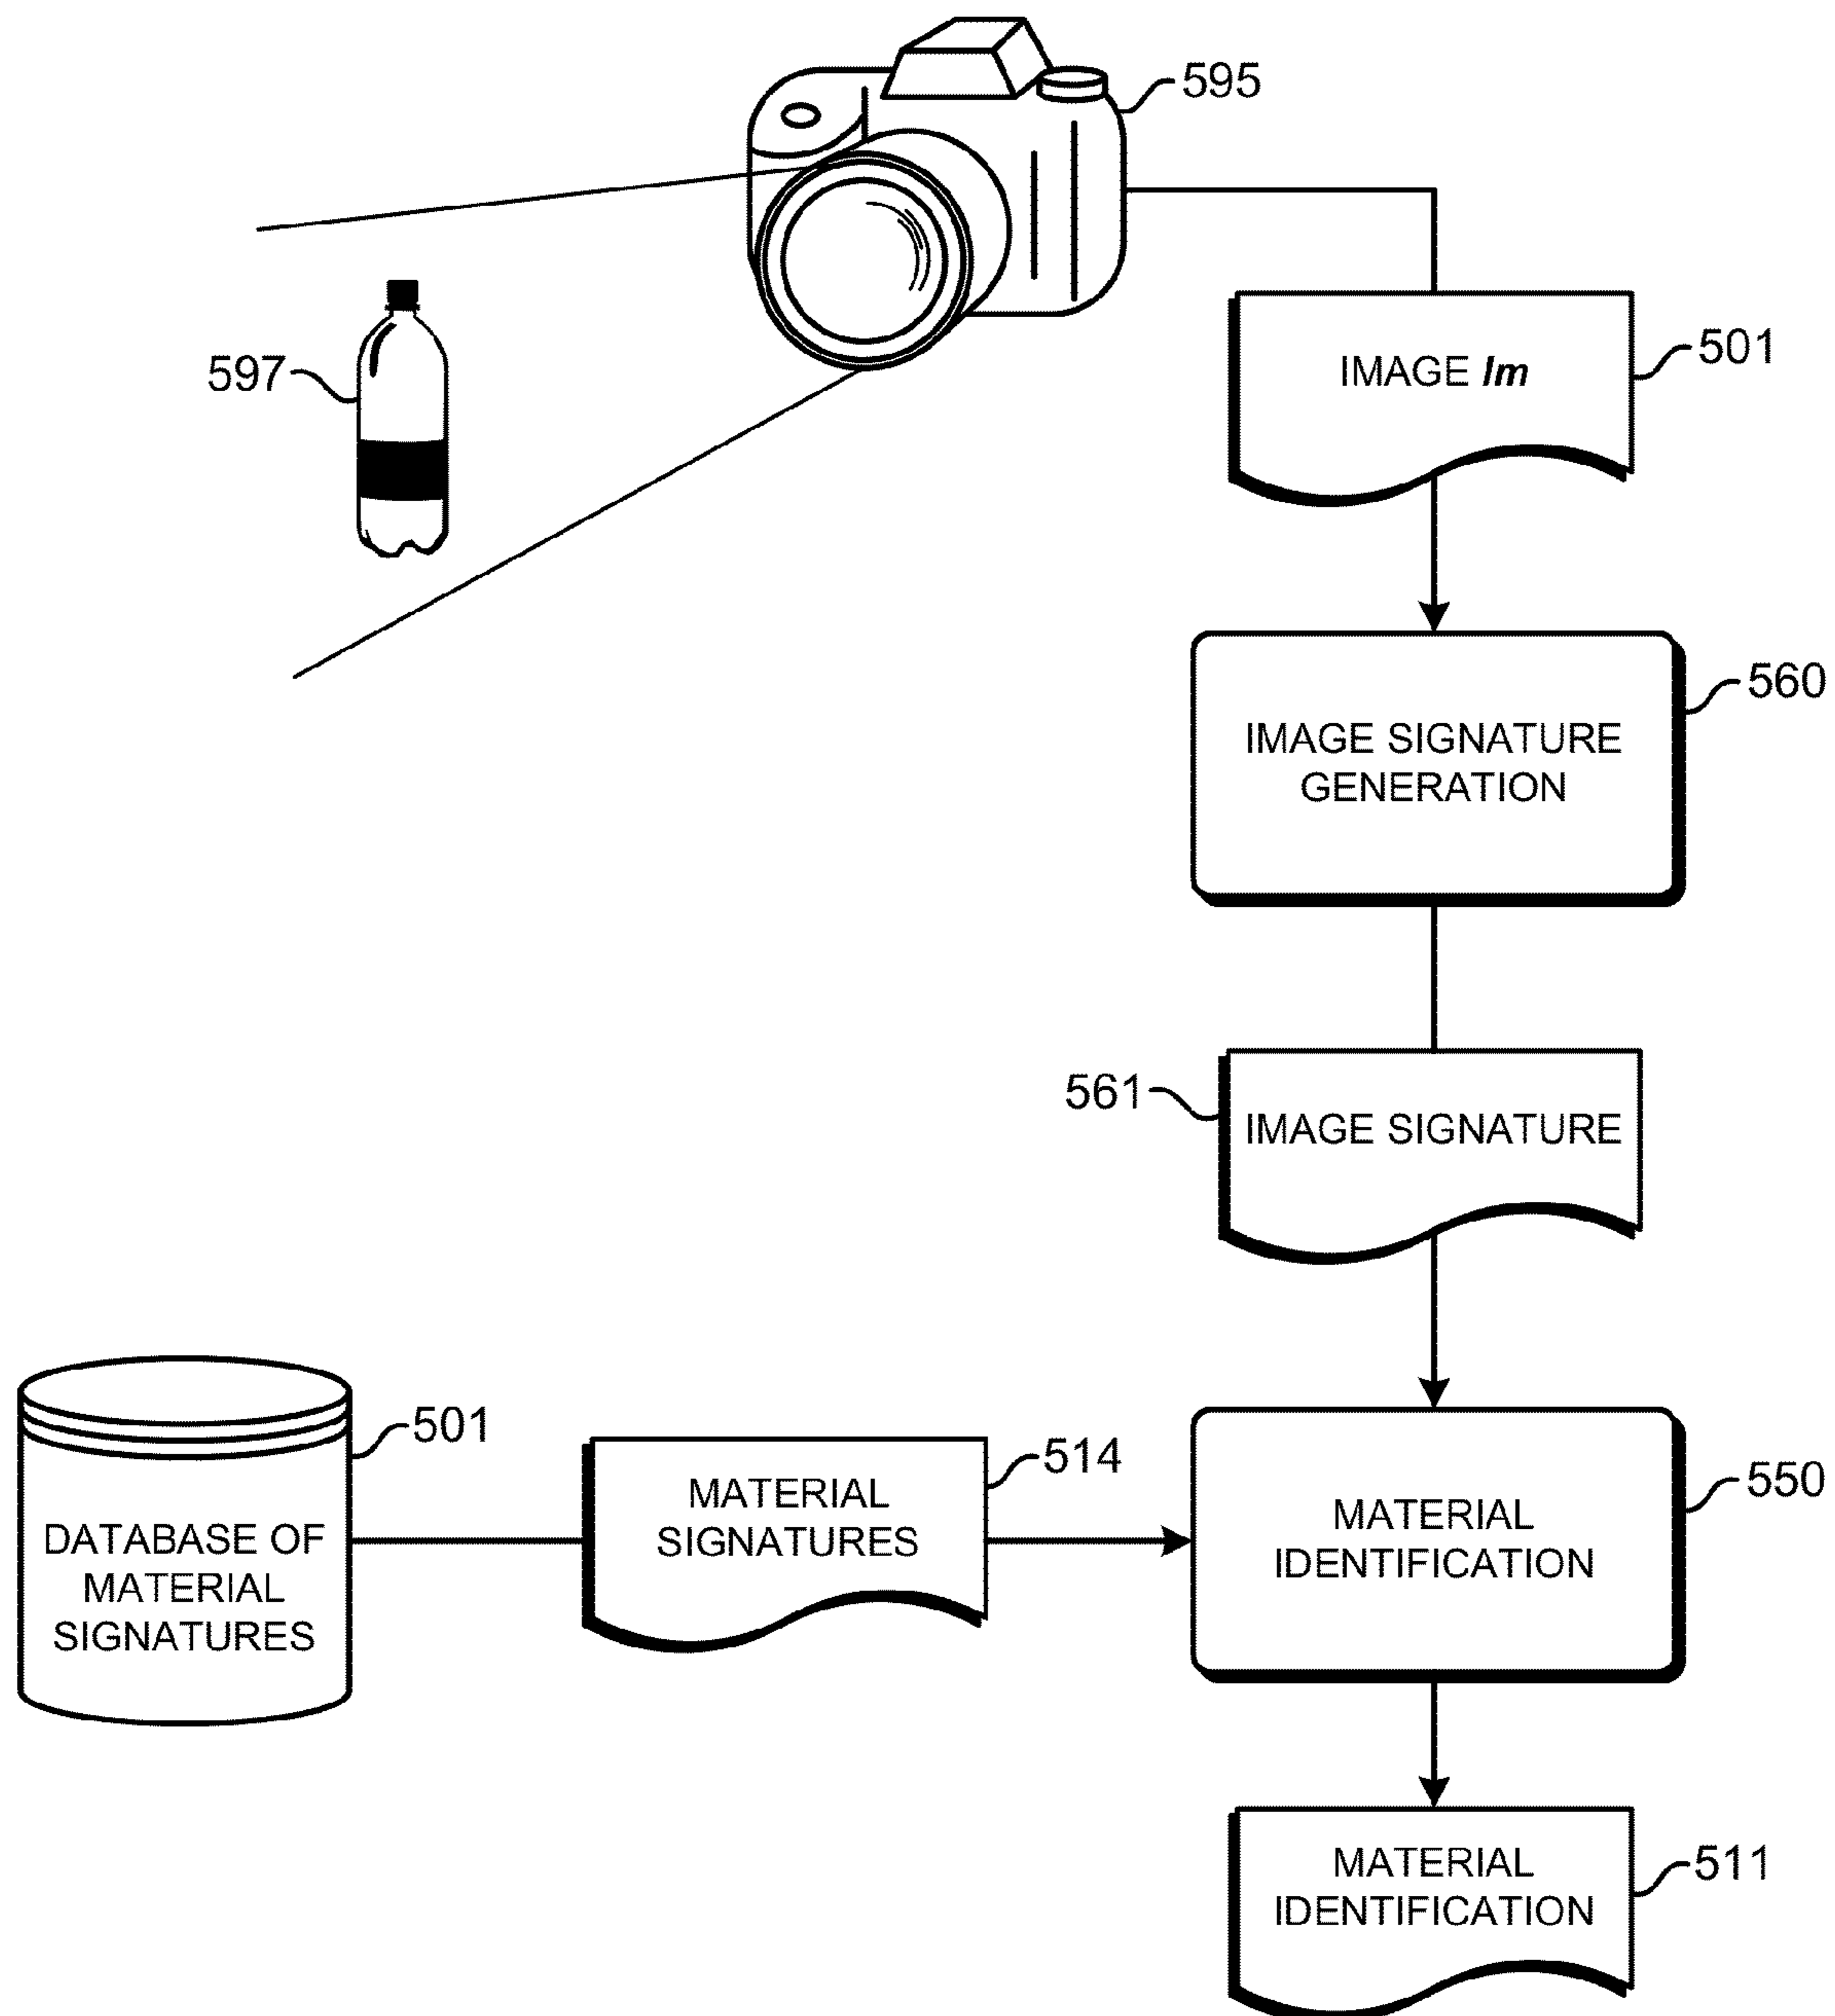 595
501
IMAGE Im
597
560
IMAGE SIGNATURE
GENERATION
561
IMAGE SIGNATURE
501
DATABASE OF
MATERIAL
SIGNATURES
514
MATERIAL
SIGNATURES
550
MATERIAL
IDENTIFICATION
511
MATERIAL
IDENTIFICATION